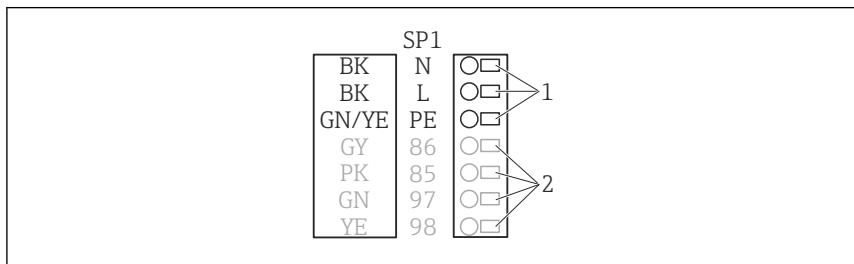 SP1
BK N
BK L 1
GN/YE PE
GY 86
PK 85 2
GN 97
YE 98